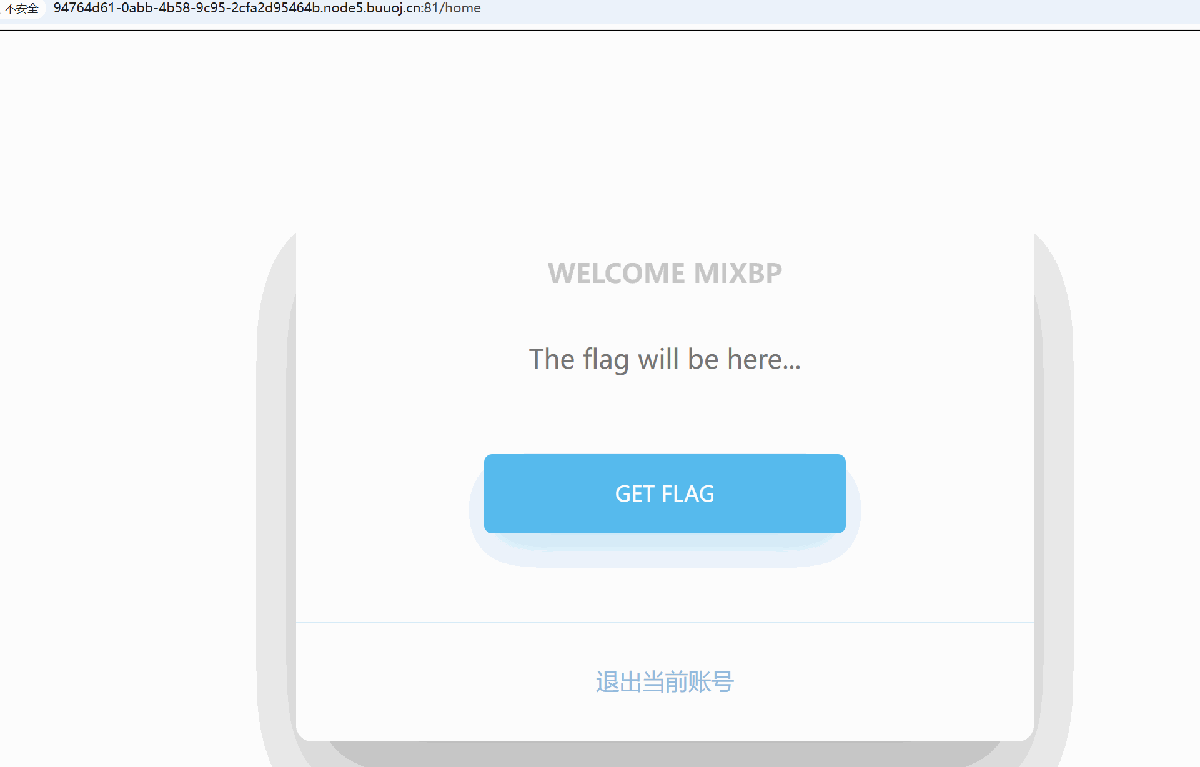 不安全 94764d61-0abb-4b58-9c95-2cfa2d95464b.node5.buuoj.cn:81/home
WELCOME MIXBP
The flag will be here...
GET FLAG
退出当前账号